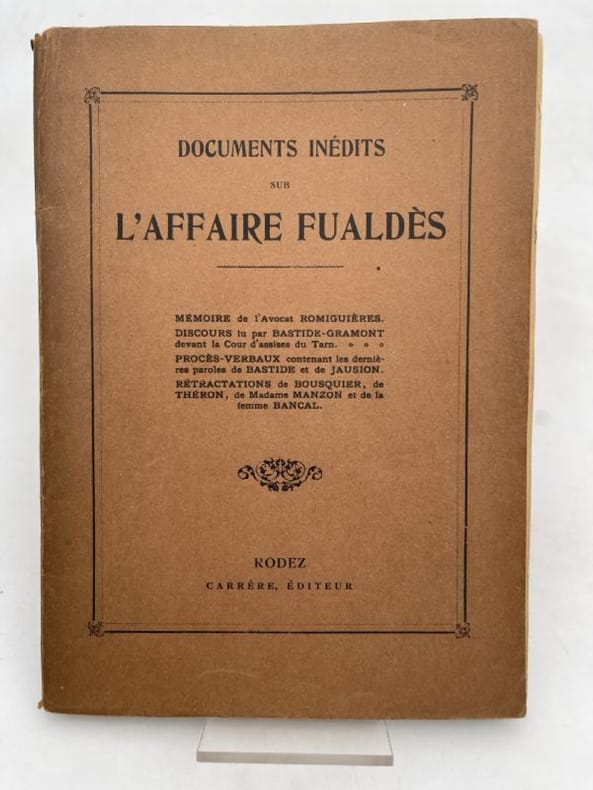 DOCUMENTS INÉDITS
SUR
L'AFFAIRE FUALDÈS
MÉMOIRE de l'Avocat ROMIGUIÈRES.
DISCOURS lu par BASTIDE-GRAMONT
devant la Cour d'assises du Tarn.
PROCÈS-VERBAUX contenant les derniè-
res paroles de BASTIDE et de JAUSION.
RÉTRACTATIONS de BOUSQUIER, de
THÉRON, de Madame MANZON et de la
femme BANCAL.
RODEZ
CARRÈRE, ÉDITEUR